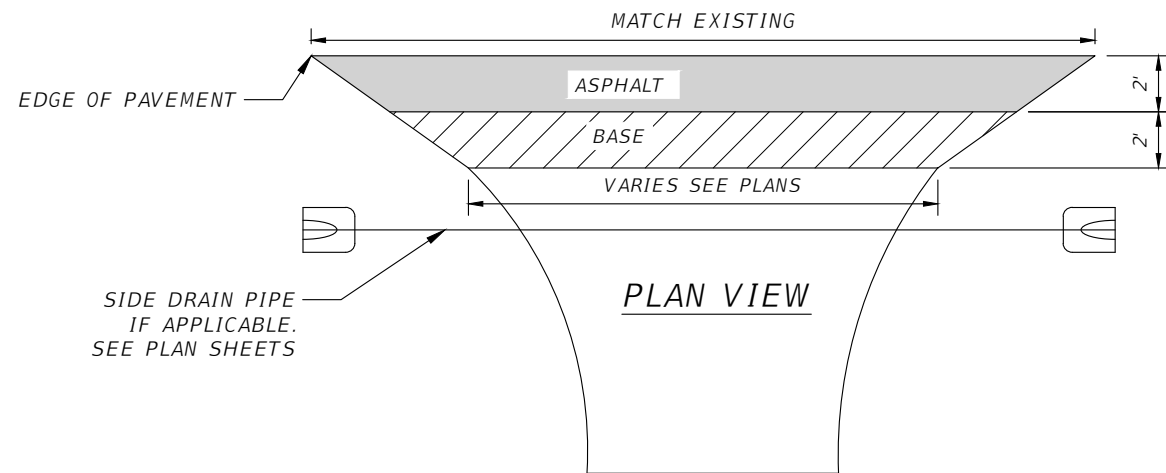 MATCH EXISTING
EDGE OF PAVEMENT
ASPHALT
2'
BASE
2'
VARIES SEE PLANS
SIDE DRAIN PIPE
IF APPLICABLE.
SEE PLAN SHEETS
PLAN VIEW